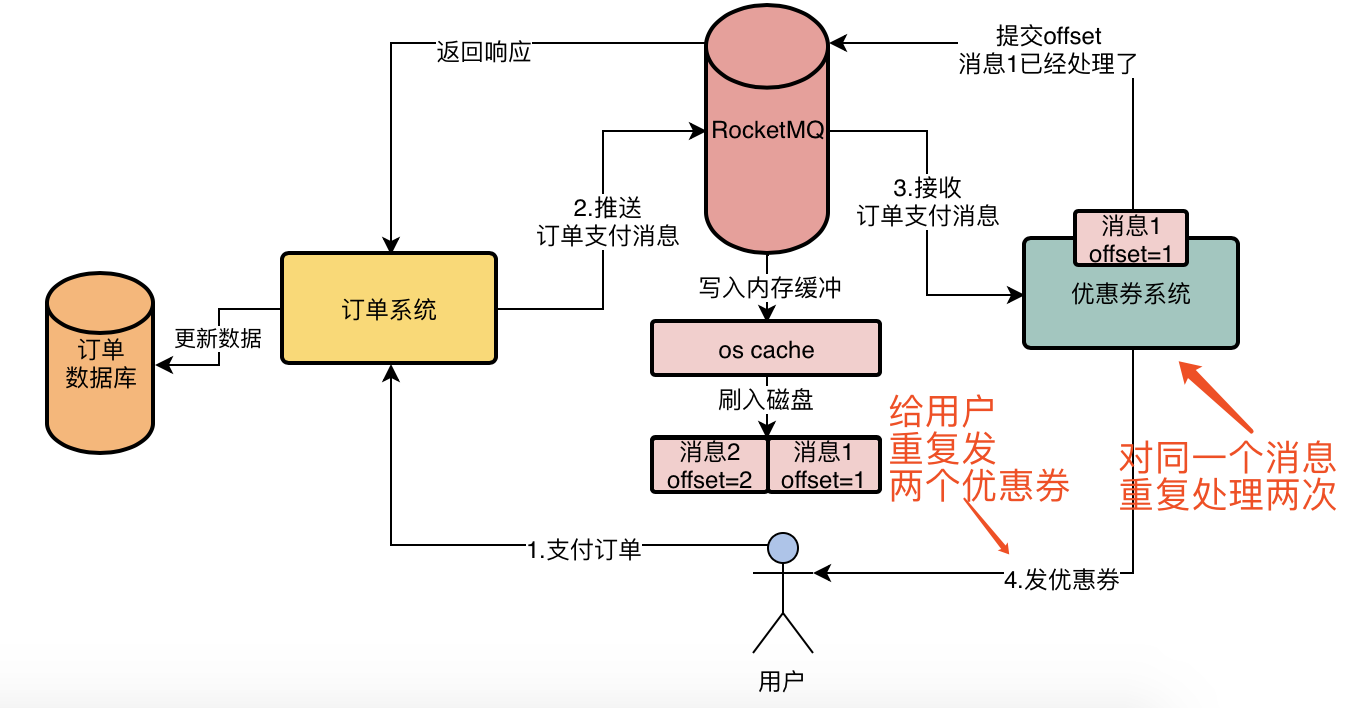 提交offset
消息1已经处理了
返回响应
RocketMQ
2.推送
订单支付消息
3.接收
订单支付消息
消息1
offset=1
优惠券系统
写入内存缓冲
订单系统
更新数据
订单
数据库
os cache
刷入磁盘
消息2
offset=2
消息1
offset=1
给用户
重复发
两个优惠券
对同一个消息
重复处理两次
1.支付订单
4.发优惠券
用户